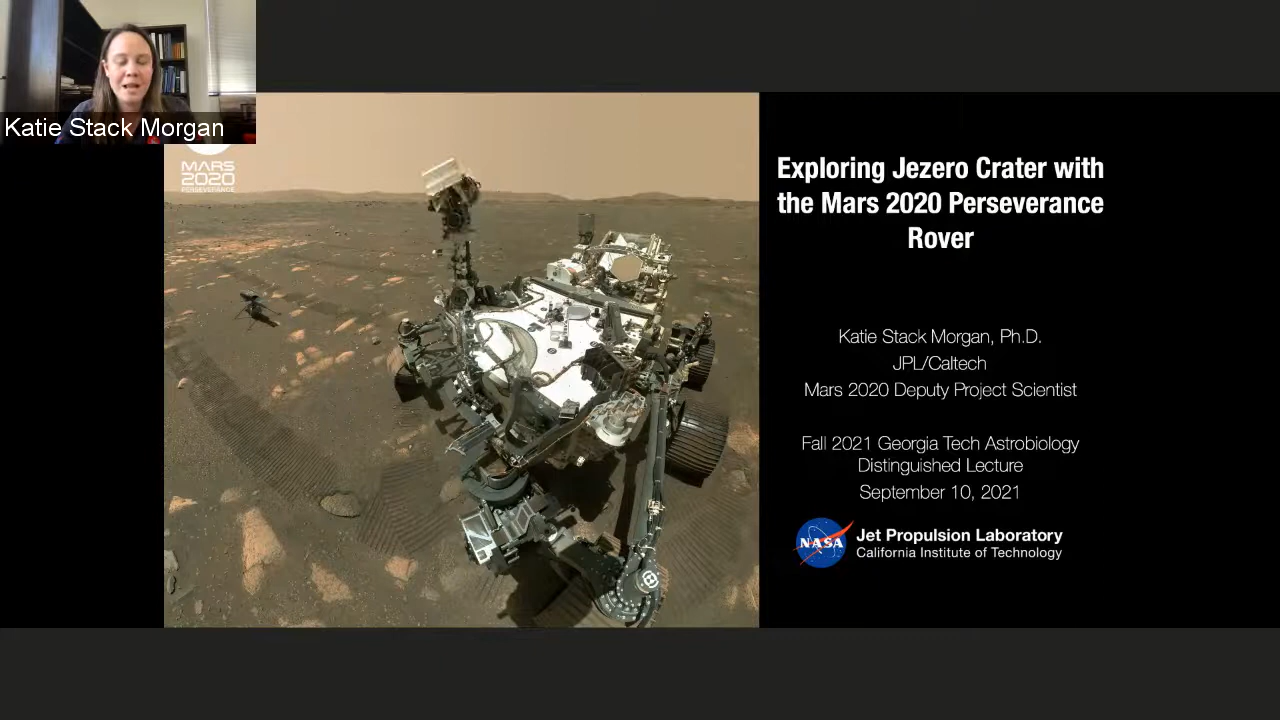 Katie Stack Morgan
MARS
2020
PERSEVERANCE
Exploring Jezero Crater with
the Mars 2020 Perseverance
Rover
Katie Stack Morgan, Ph.D.
JPL/Caltech
Mars 2020 Deputy Project Scientist
Fall 2021 Georgia Tech Astrobiology
Distinguished Lecture
September 10, 2021
NASA
Jet Propulsion Laboratory
California Institute of Technology